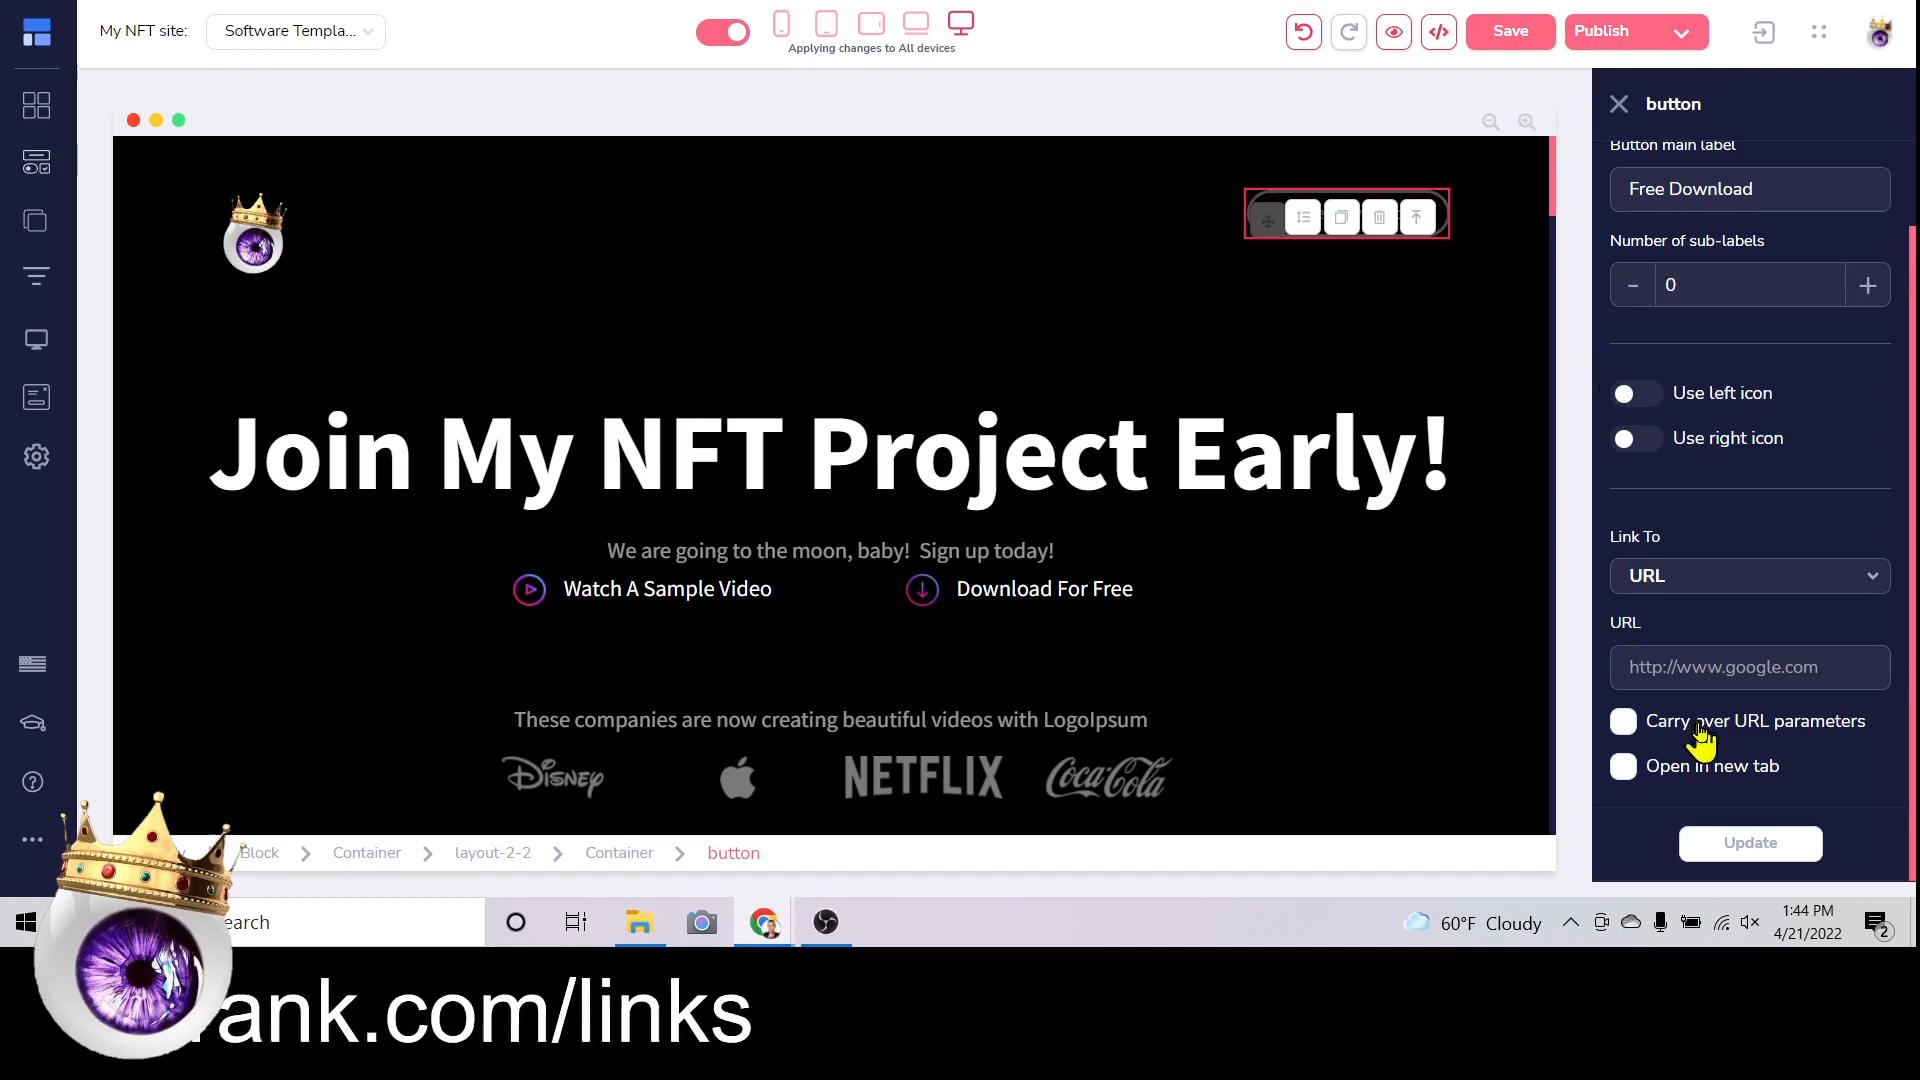 My NFT site:
Software Templa...
Applying changes to All devices
Save
Publish
button
Button main label
Free Download
Number of sub-labels
- 0 +
Use left icon
Use right icon
Link To
URL
URL
http://www.google.com
Carry over URL parameters
Open in new tab
Update
Join My NFT Project Early!
We are going to the moon, baby! Sign up today!
Watch A Sample Video
Download For Free
These companies are now creating beautiful videos with LogoIpsum
Disney
NETFLIX
Coca-Cola
Block > Container > layout-2-2 > Container > button
earch
60°F Cloudy
1:44 PM
4/21/2022
2
ank.com/links